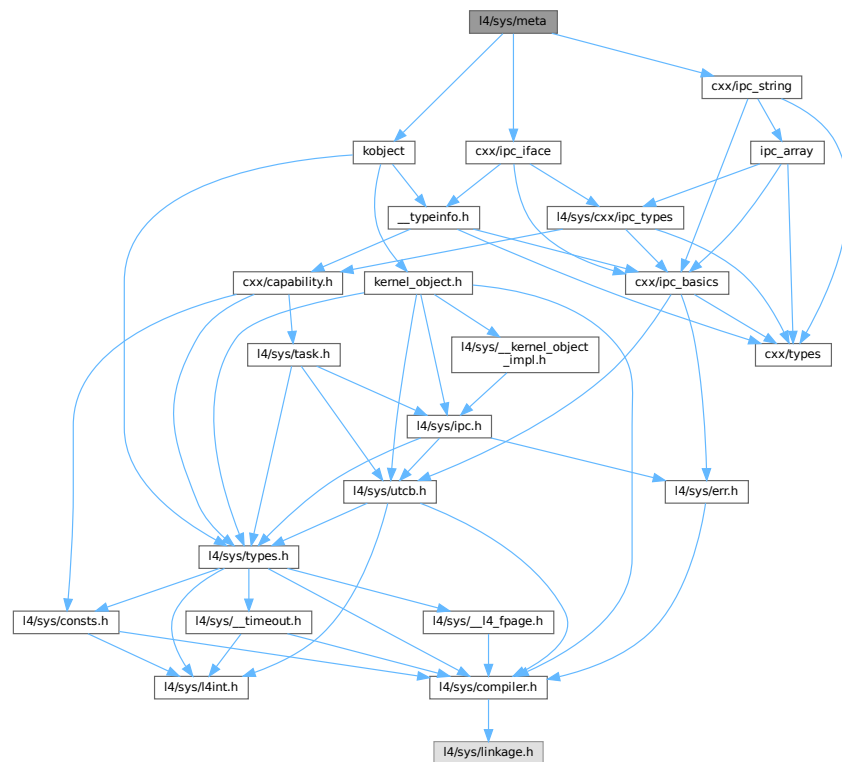 l4/sys/meta
cxx/ipc_string
kobject
cxx/ipc_iface
ipc_array
__typeinfo.h
l4/sys/cxx/ipc_types
cxx/capability.h
kernel_object.h
cxx/ipc_basics
l4/sys/task.h
l4/sys/__kernel_object
_impl.h
cxx/types
l4/sys/ipc.h
l4/sys/utcb.h
l4/sys/err.h
l4/sys/types.h
l4/sys/consts.h
l4/sys/__timeout.h
l4/sys/__l4_fpage.h
l4/sys/l4int.h
l4/sys/compiler.h
l4/sys/linkage.h